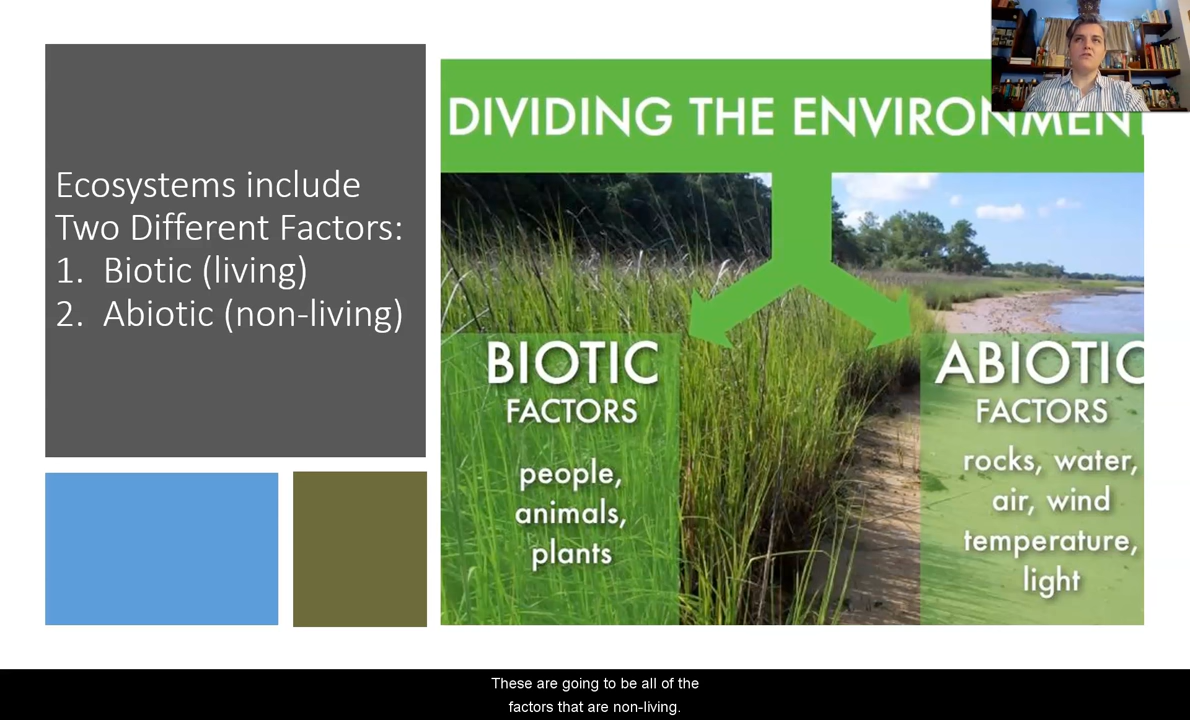 Ecosystems include
Two Different Factors:
1. Biotic (living)
2. Abiotic (non-living)
DIVIDING THE ENVIRONMENT
BIOTIC
FACTORS
people,
animals,
plants
ABIOTIC
FACTORS
rocks, water,
air, wind
temperature,
light
These are going to be all of the
factors that are non-living.